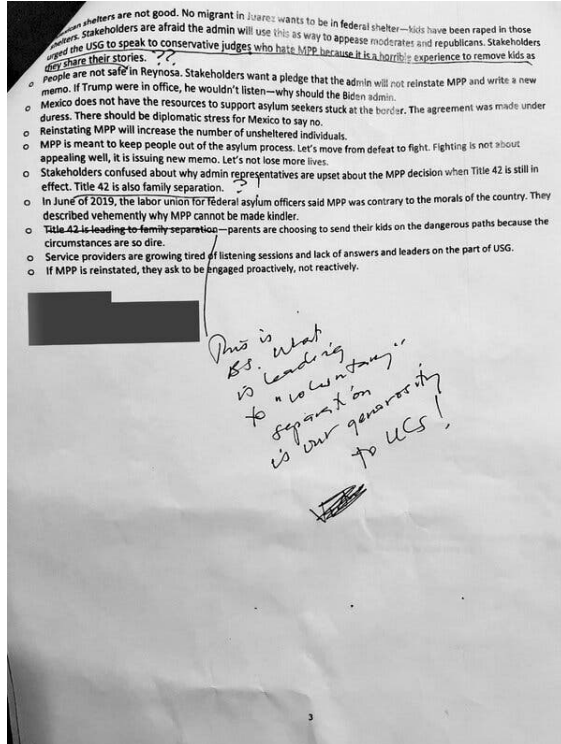 shelters are not good. No migrant in Juarez wants to be in federal shelter—kids have been raped in those
shelters. Stakeholders are afraid the admin will use this as way to appease moderates and republicans. Stakeholders
urged the USG to speak to conservative judges who hate MPP because it is a horrible experience to remove kids as
they share their stories. ??
o People are not safe in Reynosa. Stakeholders want a pledge that the admin will not reinstate MPP and write a new
memo. If Trump were in office, he wouldn't listen—why should the Biden admin.
o Mexico does not have the resources to support asylum seekers stuck at the border. The agreement was made under
duress. There should be diplomatic stress for Mexico to say no.
o Reinstating MPP will increase the number of unsheltered individuals.
o MPP is meant to keep people out of the asylum process. Let's move from defeat to fight. Fighting is not about
appealing well, it is issuing new memo. Let's not lose more lives.
o Stakeholders confused about why admin representatives are upset about the MPP decision when Title 42 is still in
effect. Title 42 is also family separation. ?!
o In June of 2019, the labor union for federal asylum officers said MPP was contrary to the morals of the country. They
described vehemently why MPP cannot be made kindler.
o Title 42 is leading to family separation—parents are choosing to send their kids on the dangerous paths because the
circumstances are so dire.
o Service providers are growing tired of listening sessions and lack of answers and leaders on the part of USG.
o If MPP is reinstated, they ask to be engaged proactively, not reactively.
This is
BS. What
is leading
to "voluntary"
separation
is our generosity
to UCs!
3